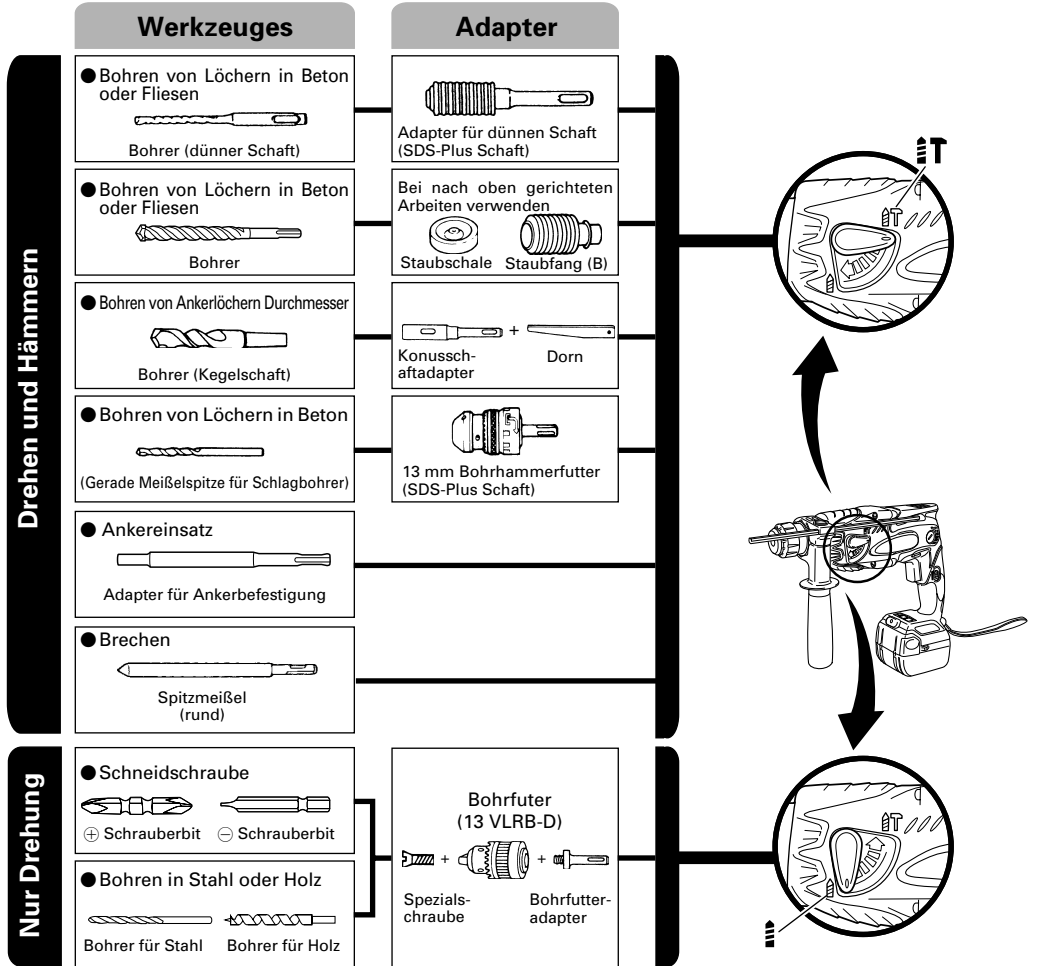 Werkzeuges
Adapter
Drehen und Hämmern
● Bohren von Löchern in Beton
oder Fliesen
Bohrer (dünner Schaft)
Adapter für dünnen Schaft
(SDS-Plus Schaft)
● Bohren von Löchern in Beton
oder Fliesen
Bohrer
Bei nach oben gerichteten
Arbeiten verwenden
Staubschale
Staubfang (B)
● Bohren von Ankerlöchern Durchmesser
Bohrer (Kegelschaft)
+
Konussch-
aftadapter
Dorn
● Bohren von Löchern in Beton
(Gerade Meißelspitze für Schlagbohrer)
13 mm Bohrhammerfutter
(SDS-Plus Schaft)
● Ankereinsatz
Adapter für Ankerbefestigung
● Brechen
Spitzmeißel
(rund)
Nur Drehung
● Schneidschraube
⊕ Schrauberbit
⊖ Schrauberbit
● Bohren in Stahl oder Holz
Bohrer für Stahl
Bohrer für Holz
Bohrfuter
(13 VLRB-D)
+ +
Spezials-
chraube
Bohrfutter-
adapter